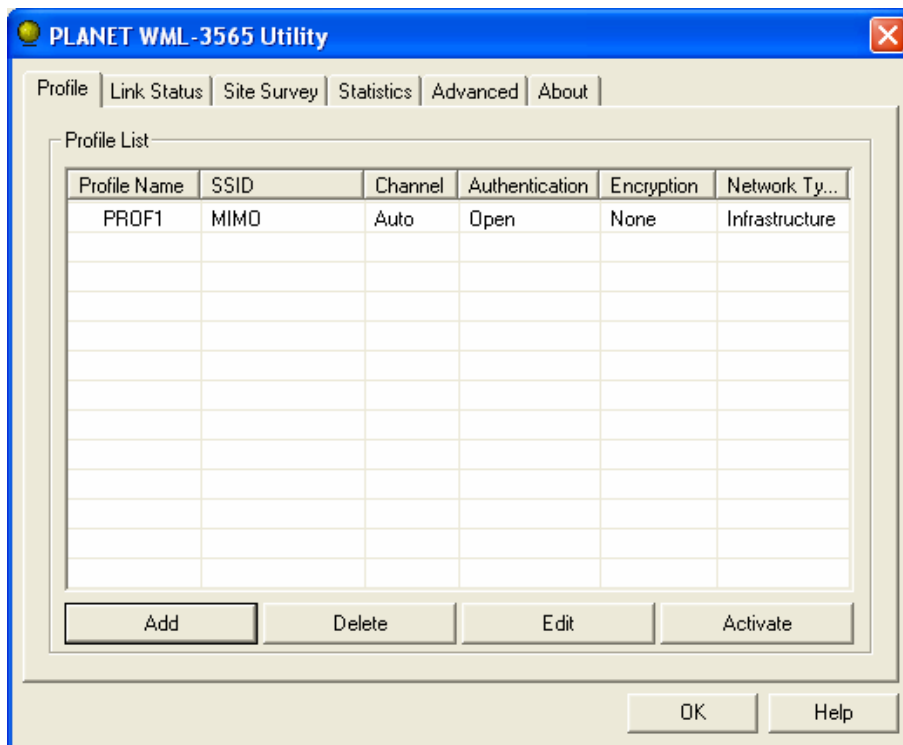 PLANET WML-3565 Utility
Profile Link Status Site Survey Statistics Advanced About
Profile List
Profile Name SSID Channel Authentication Encryption Network Ty...
PROF1 MIMO Auto Open None Infrastructure
Add Delete Edit Activate
OK Help